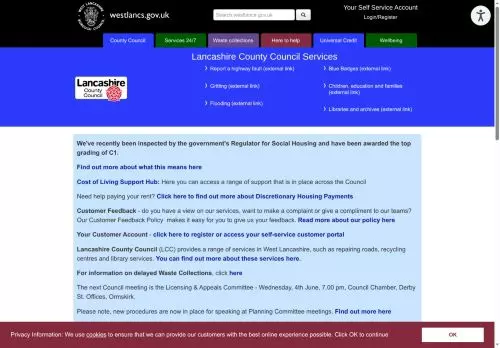 WEST LANCASHIRE BOROUGH COUNCIL
westlancs.gov.uk
Search westlancs.gov.uk
Your Self Service Account
Login/Register
County Council
Services 24/7
Waste collections
Here to help
Universal Credit
Wellbeing
Lancashire County Council Services
Lancashire
County
Council
Report a highway fault (external link)
Blue Badges (external link)
Gritting (external link)
Children, education and families
(external link)
Flooding (external link)
Libraries and archives (external link)
We've recently been inspected by the government's Regulator for Social Housing and have been awarded the top
grading of C1.
Find out more about what this means here
Cost of Living Support Hub: Here you can access a range of support that is in place across the Council
Need help paying your rent? Click here to find out more about Discretionary Housing Payments
Customer Feedback - do you have a view on our services, want to make a complaint or give a compliment to our teams?
Our Customer Feedback Policy makes it easy for you to give us your feedback. Read more about our policy here
Your Customer Account - click here to register or access your self-service customer portal
Lancashire County Council (LCC) provides a range of services in West Lancashire, such as repairing roads, recycling
centres and library services. You can find out more about these services here.
For information on delayed Waste Collections, click here
The next Council meeting is the Licensing & Appeals Committee - Wednesday, 4th June, 7.00 pm, Council Chamber, Derby
St. Offices, Ormskirk.
Please note, new procedures are now in place for speaking at Planning Committee meetings. Find out more here
Privacy Information: We use cookies to ensure that we can provide our customers with the best online experience possible. Click OK to continue
OK